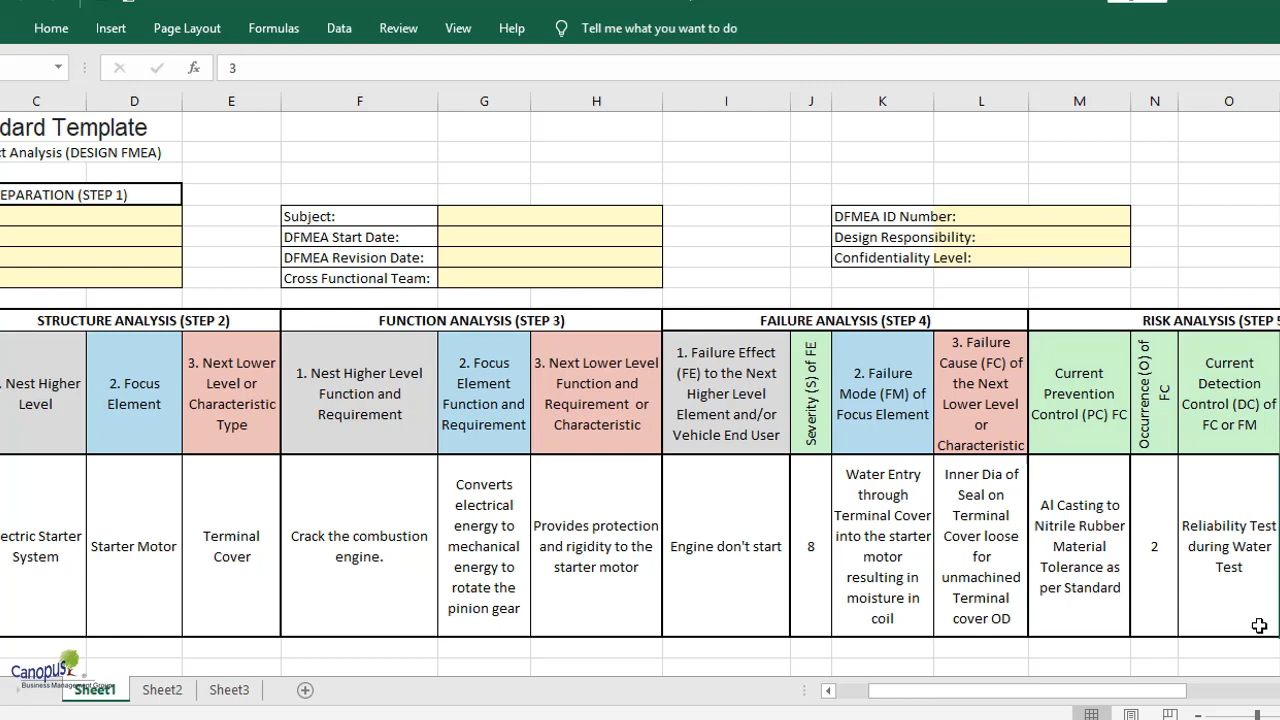 Home Insert Page Layout Formulas Data Review View Help Tell me what you want to do
fx 3
C D E F G H I J K L M N O
dard Template
ct Analysis (DESIGN FMEA)
EPARATION (STEP 1)
Subject:
DFMEA Start Date:
DFMEA Revision Date:
Cross Functional Team:
DFMEA ID Number:
Design Responsibility:
Confidentiality Level:
STRUCTURE ANALYSIS (STEP 2) FUNCTION ANALYSIS (STEP 3) FAILURE ANALYSIS (STEP 4) RISK ANALYSIS (STEP 5
. Nest Higher
Level
2. Focus
Element
3. Next Lower
Level or
Characteristic
Type
1. Nest Higher Level
Function and
Requirement
2. Focus
Element
Function and
Requirement
3. Next Lower Level
Function and
Requirement or
Characteristic
1. Failure Effect
(FE) to the Next
Higher Level
Element and/or
Vehicle End User
Severity (S) of FE
2. Failure
Mode (FM) of
Focus Element
3. Failure
Cause (FC) of
the Next
Lower Level
or
Characteristic
Current
Prevention
Control (PC) FC
Occurrence (O) of
FC
Current
Detection
Control (DC) of
FC or FM
ectric Starter
System
Starter Motor
Terminal
Cover
Crack the combustion
engine.
Converts
electrical
energy to
mechanical
energy to
rotate the
pinion gear
Provides protection
and rigidity to the
starter motor
Engine don't start
8
Water Entry
through
Terminal Cover
into the starter
motor
resulting in
moisture in
coil
Inner Dia of
Seal on
Terminal
Cover loose
for
unmachined
Terminal
cover OD
Al Casting to
Nitrile Rubber
Material
Tolerance as
per Standard
2
Reliability Test
during Water
Test
Canopus
Business Management Group
Sheet1 Sheet2 Sheet3